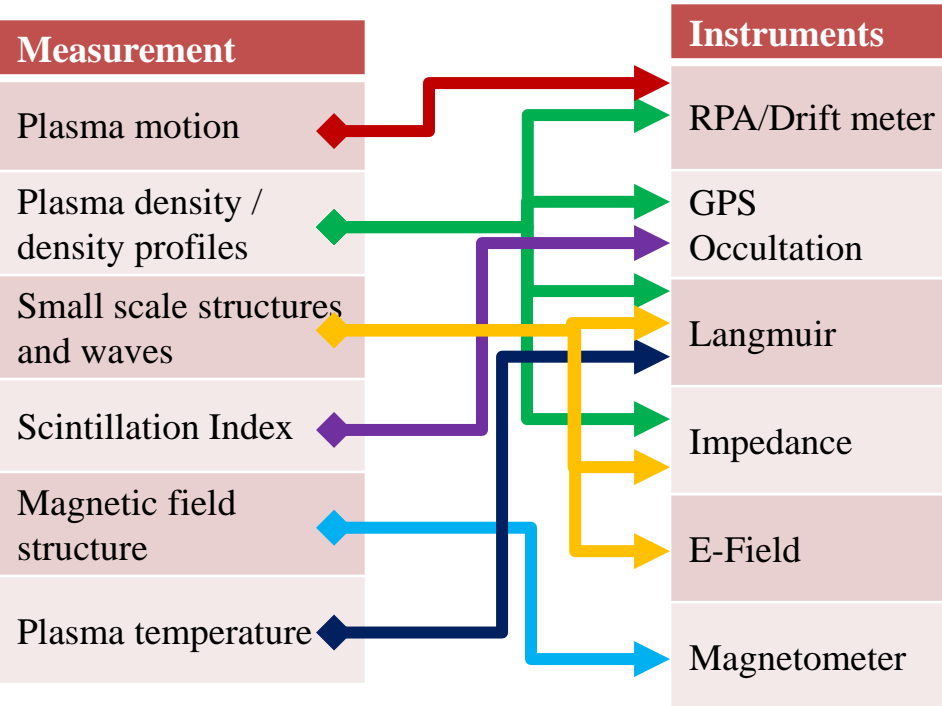 Measurement
Plasma motion
Plasma density /
density profiles
Small scale structures
and waves
Scintillation Index
Magnetic field
structure
Plasma temperature
Instruments
RPA/Drift meter
GPS
Occultation
Langmuir
Impedance
E-Field
Magnetometer